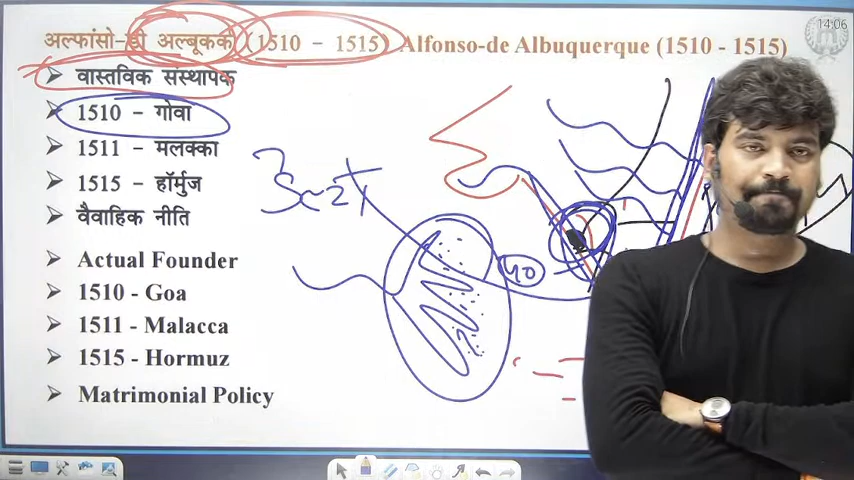 14:06
अल्फांसो-डी अल्बूकर्क (1510 – 1515) Alfonso-de Albuquerque (1510 - 1515)
➢ वास्तविक संस्थापक
➢ 1510 – गोवा
➢ 1511 – मलक्का
➢ 1515 – हॉर्मुज
➢ वैवाहिक नीति
➢ Actual Founder
➢ 1510 - Goa
➢ 1511 - Malacca
➢ 1515 - Hormuz
➢ Matrimonial Policy